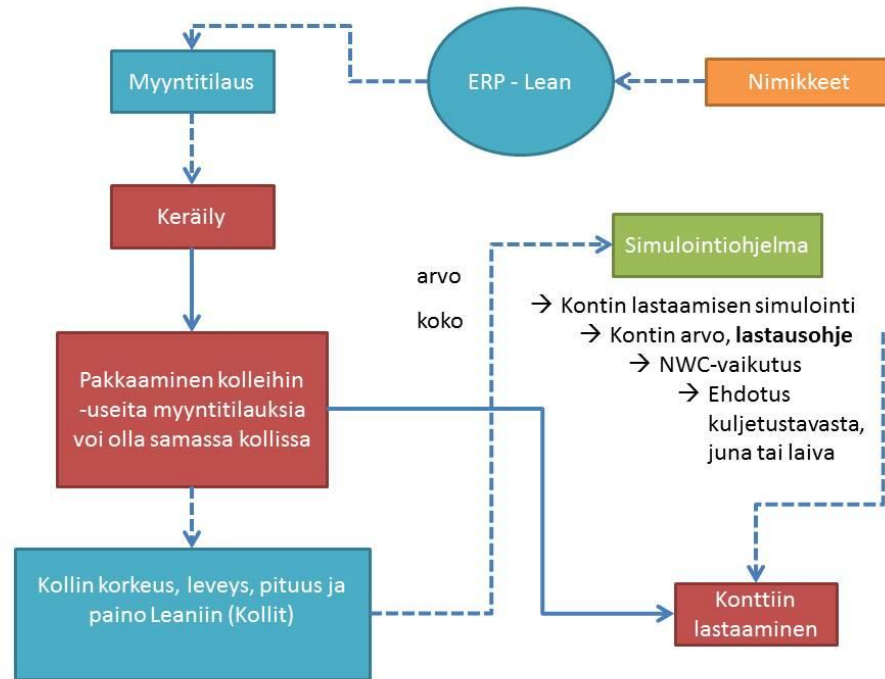 Myyntitilaus
ERP - Lean
Nimikkeet
Keräily
Simulointiohjelma
arvo
koko
→ Kontin lastaamisen simulointi
→ Kontin arvo, lastausohje
→ NWC-vaikutus
→ Ehdotus
kuljetustavasta,
juna tai laiva
Pakkaaminen kolleihin
-useita myyntitilauksia
voi olla samassa kollissa
Kollin korkeus, leveys, pituus ja
paino Leaniin (Kollit)
Konttiin
lastaaminen